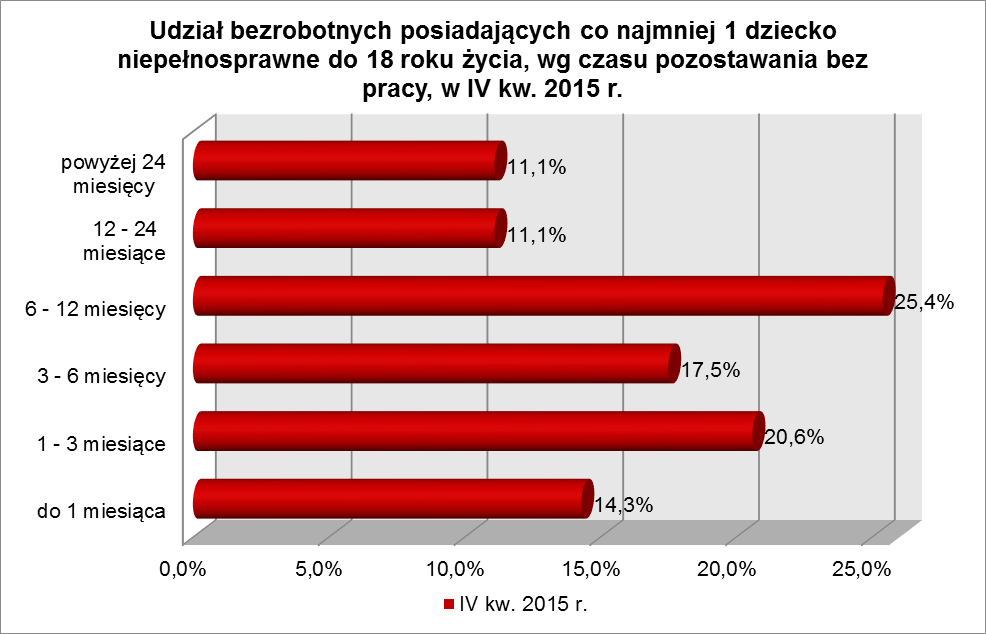 Udział bezrobotnych posiadających co najmniej 1 dziecko
niepełnosprawne do 18 roku życia, wg czasu pozostawania bez
pracy, w IV kw. 2015 r.
powyżej 24
miesięcy
11,1%
12 - 24
miesiące
11,1%
6 - 12 miesięcy
25,4%
3 - 6 miesięcy
17,5%
1 - 3 miesiące
20,6%
do 1 miesiąca
14,3%
0,0% 5,0% 10,0% 15,0% 20,0% 25,0%
IV kw. 2015 r.